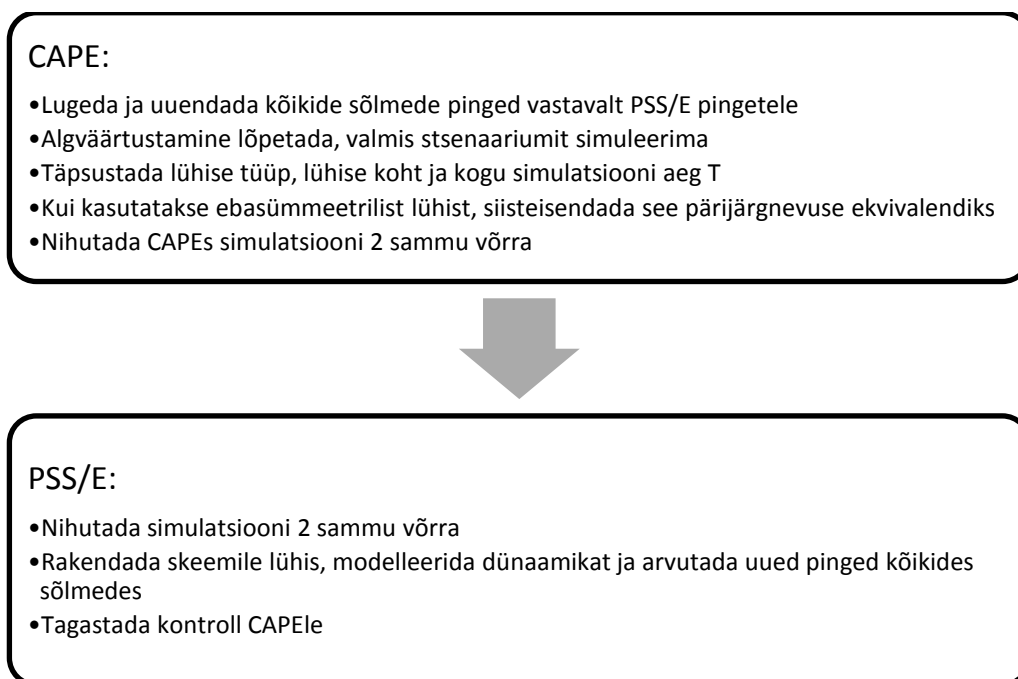 CAPE:
•Lugeda ja uuendada kõikide sõlmede pinged vastavalt PSS/E pingetele
•Algväärtustamine lõpetada, valmis stsenaariumit simuleerima
•Täpsustada lühise tüüp, lühise koht ja kogu simulatsiooni aeg T
•Kui kasutatakse ebasümmeetrilist lühist, siisteisendada see pärijärgnevuse ekvivalendiks
•Nihutada CAPEs simulatsiooni 2 sammu võrra
PSS/E:
•Nihutada simulatsiooni 2 sammu võrra
•Rakendada skeemile lühis, modelleerida dünaamikat ja arvutada uued pinged kõikides
sõlmedes
•Tagastada kontroll CAPEle